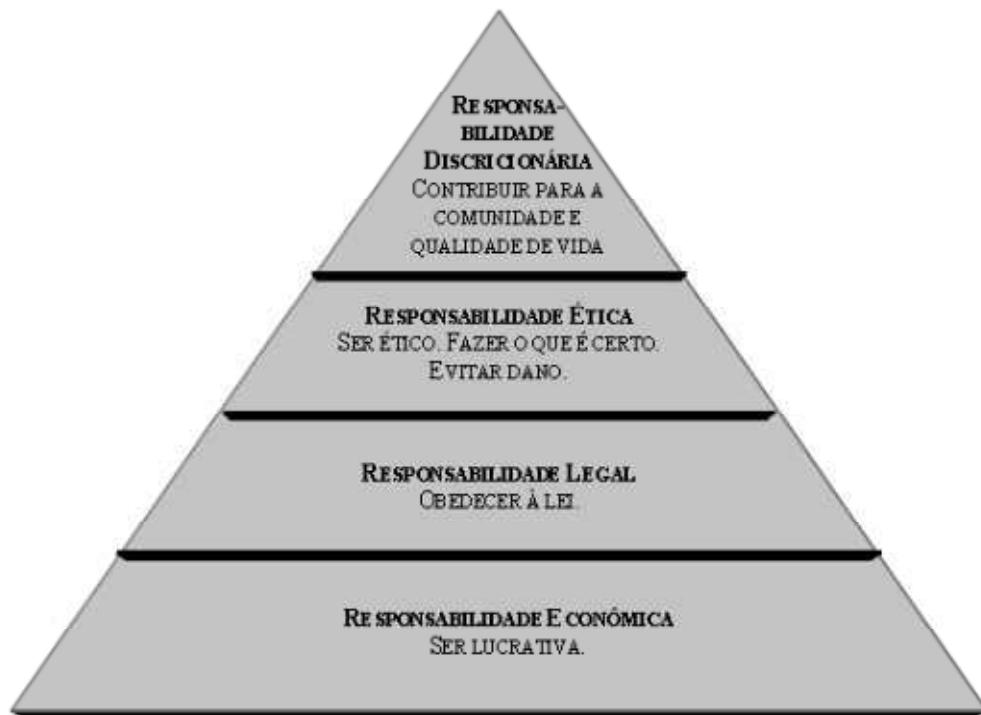 RESPONSA-
BILIDADE
DISCRICIONÁRIA
CONTRIBUIR PARA A
COMUNIDADE E
QUALIDADE DE VIDA
RESPONSABILIDADE ÉTICA
SER ÉTICO. FAZER O QUE É CERTO.
EVITAR DANO.
RESPONSABILIDADE LEGAL
OBEDECER À LEI.
RESPONSABILIDADE ECONÔMICA
SER LUCRATIVA.